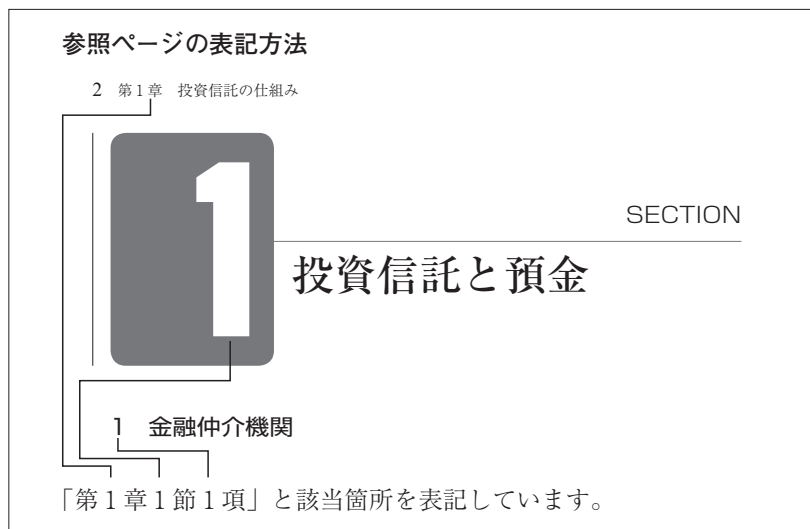 参照ページの表記方法
2 第1章 投資信託の仕組み
1
SECTION
投資信託と預金
1 金融仲介機関
「第1章1節1項」と該当箇所を表記しています。